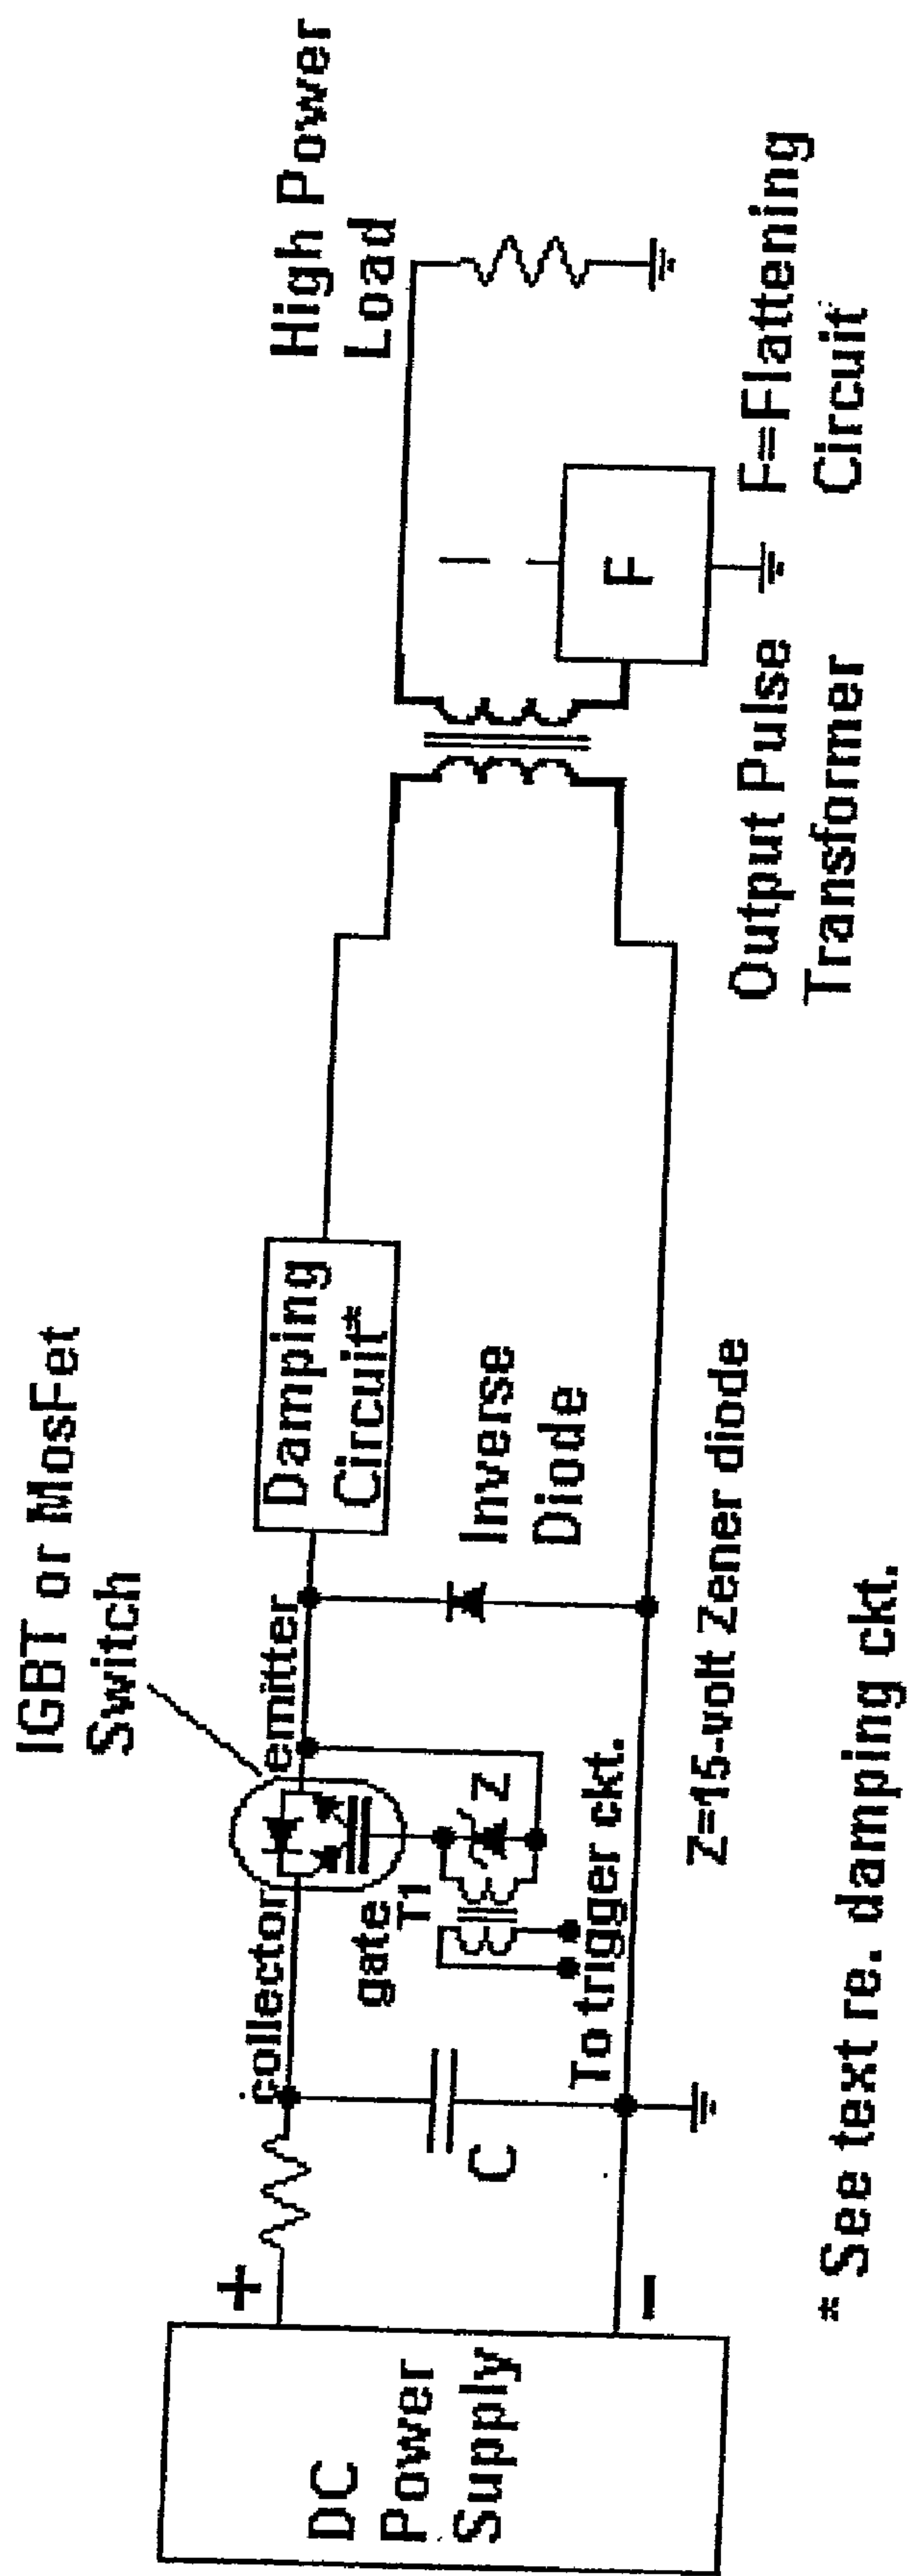 IGBT or MosFet
Switch
High Power
Load
collector
emitter
Damping
Circuit*
gate
T1
Z
Inverse
Diode
F
DC
Power
Supply
+
−
C
To trigger ckt.
Z=15-volt Zener diode
Output Pulse
Transformer
F=Flattening
Circuit
* See text re. damping ckt.